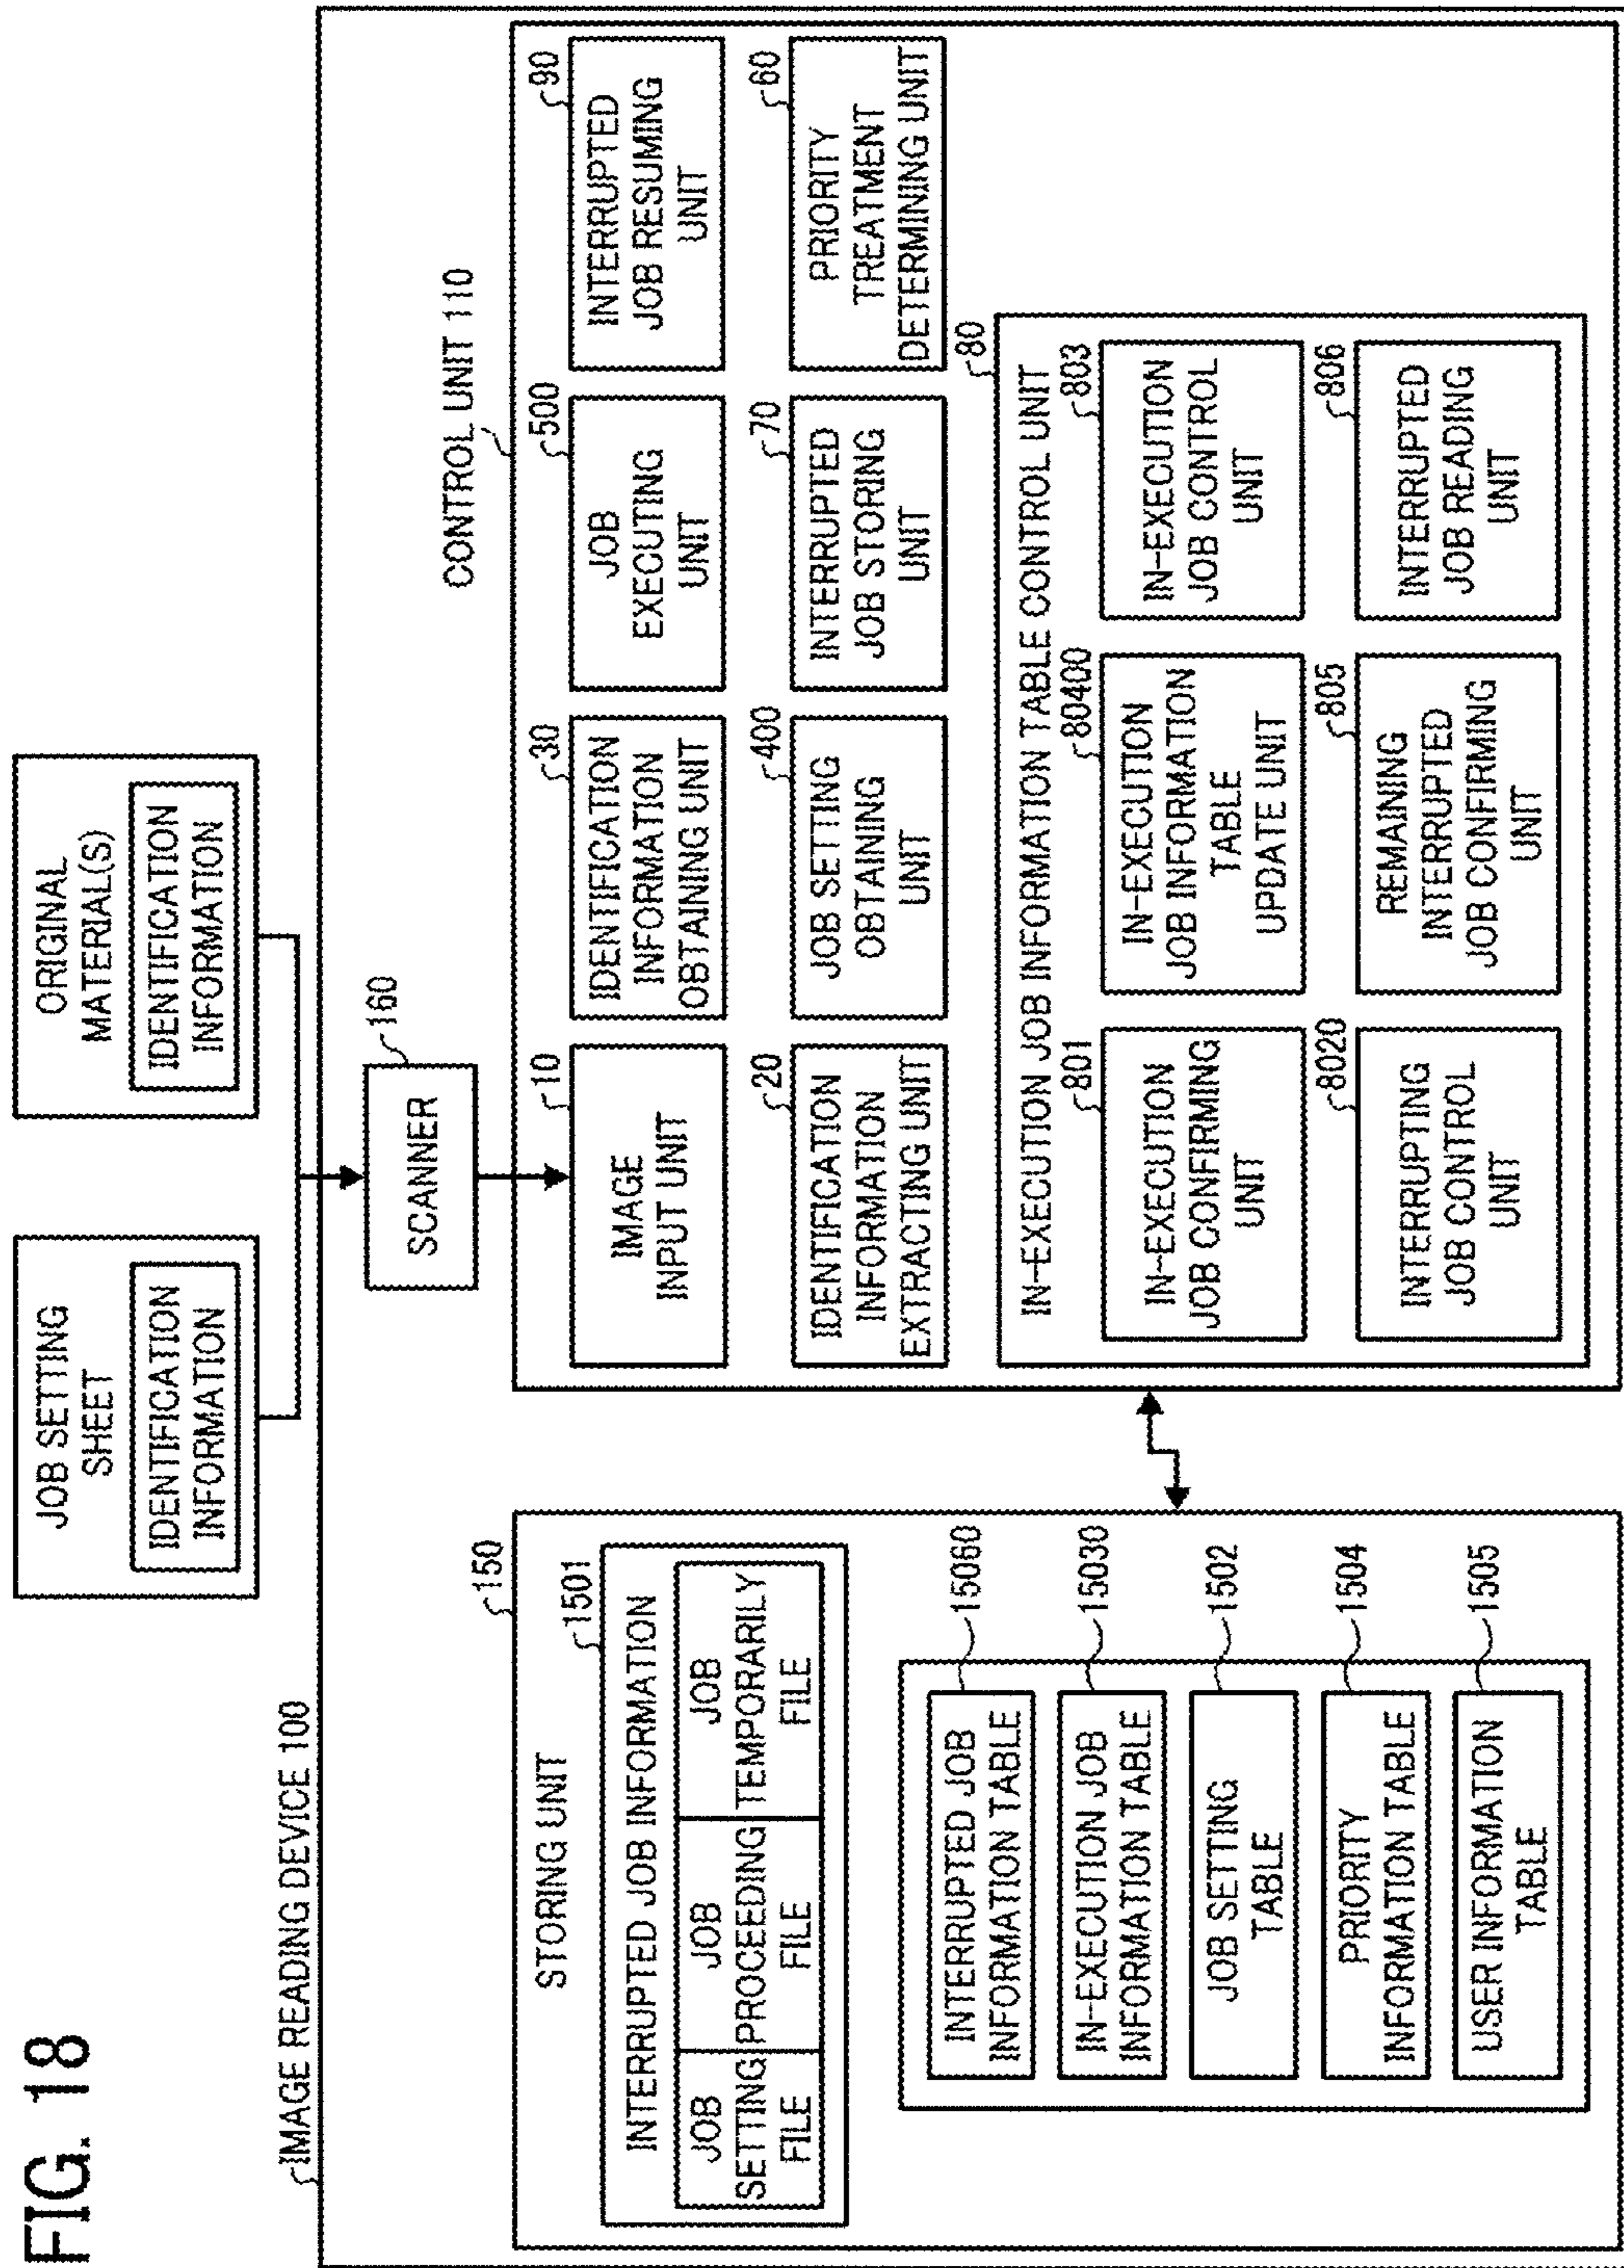 FIG. 18
JOB SETTING
SHEET
IDENTIFICATION
INFORMATION
ORIGINAL
MATERIAL(S)
IDENTIFICATION
INFORMATION
IMAGE READING DEVICE 100
SCANNER
160
150
STORING UNIT
1501
INTERRUPTED JOB INFORMATION
JOB
SETTING
FILE
JOB
PROCEEDING
FILE
JOB
TEMPORARILY
FILE
INTERRUPTED JOB
INFORMATION TABLE
15060
IN-EXECUTION JOB
INFORMATION TABLE
15030
JOB SETTING
TABLE
1502
PRIORITY
INFORMATION TABLE
1504
USER INFORMATION
TABLE
1505
CONTROL UNIT 110
10
IMAGE
INPUT UNIT
30
IDENTIFICATION
INFORMATION
OBTAINING UNIT
500
JOB
EXECUTING
UNIT
90
INTERRUPTED
JOB RESUMING
UNIT
20
IDENTIFICATION
INFORMATION
EXTRACTING UNIT
400
JOB SETTING
OBTAINING
UNIT
70
INTERRUPTED
JOB STORING
UNIT
60
PRIORITY
TREATMENT
DETERMINING UNIT
80
IN-EXECUTION JOB INFORMATION TABLE CONTROL UNIT
801
IN-EXECUTION
JOB CONFIRMING
UNIT
80400
IN-EXECUTION
JOB INFORMATION
TABLE
UPDATE UNIT
803
IN-EXECUTION
JOB CONTROL
UNIT
8020
INTERRUPTING
JOB CONTROL
UNIT
805
REMAINING
INTERRUPTED
JOB CONFIRMING
UNIT
806
INTERRUPTED
JOB READING
UNIT